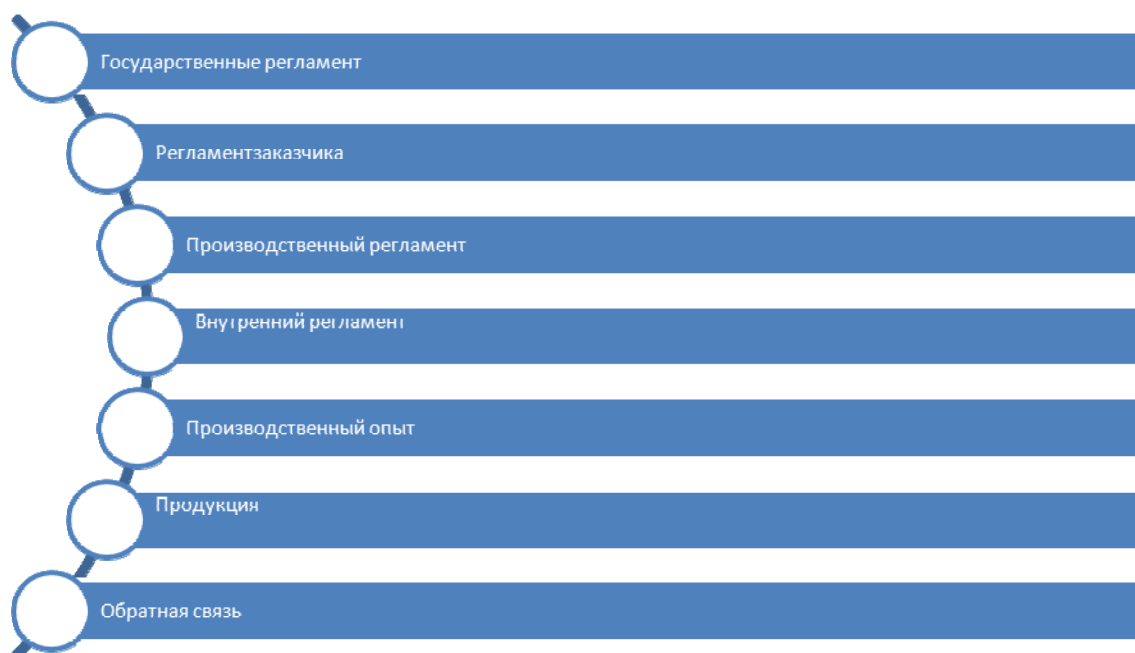 Государственные регламент
Регламентзаказчика
Производственный регламент
Внутренний регламент
Производственный опыт
Продукция
Обратная связь